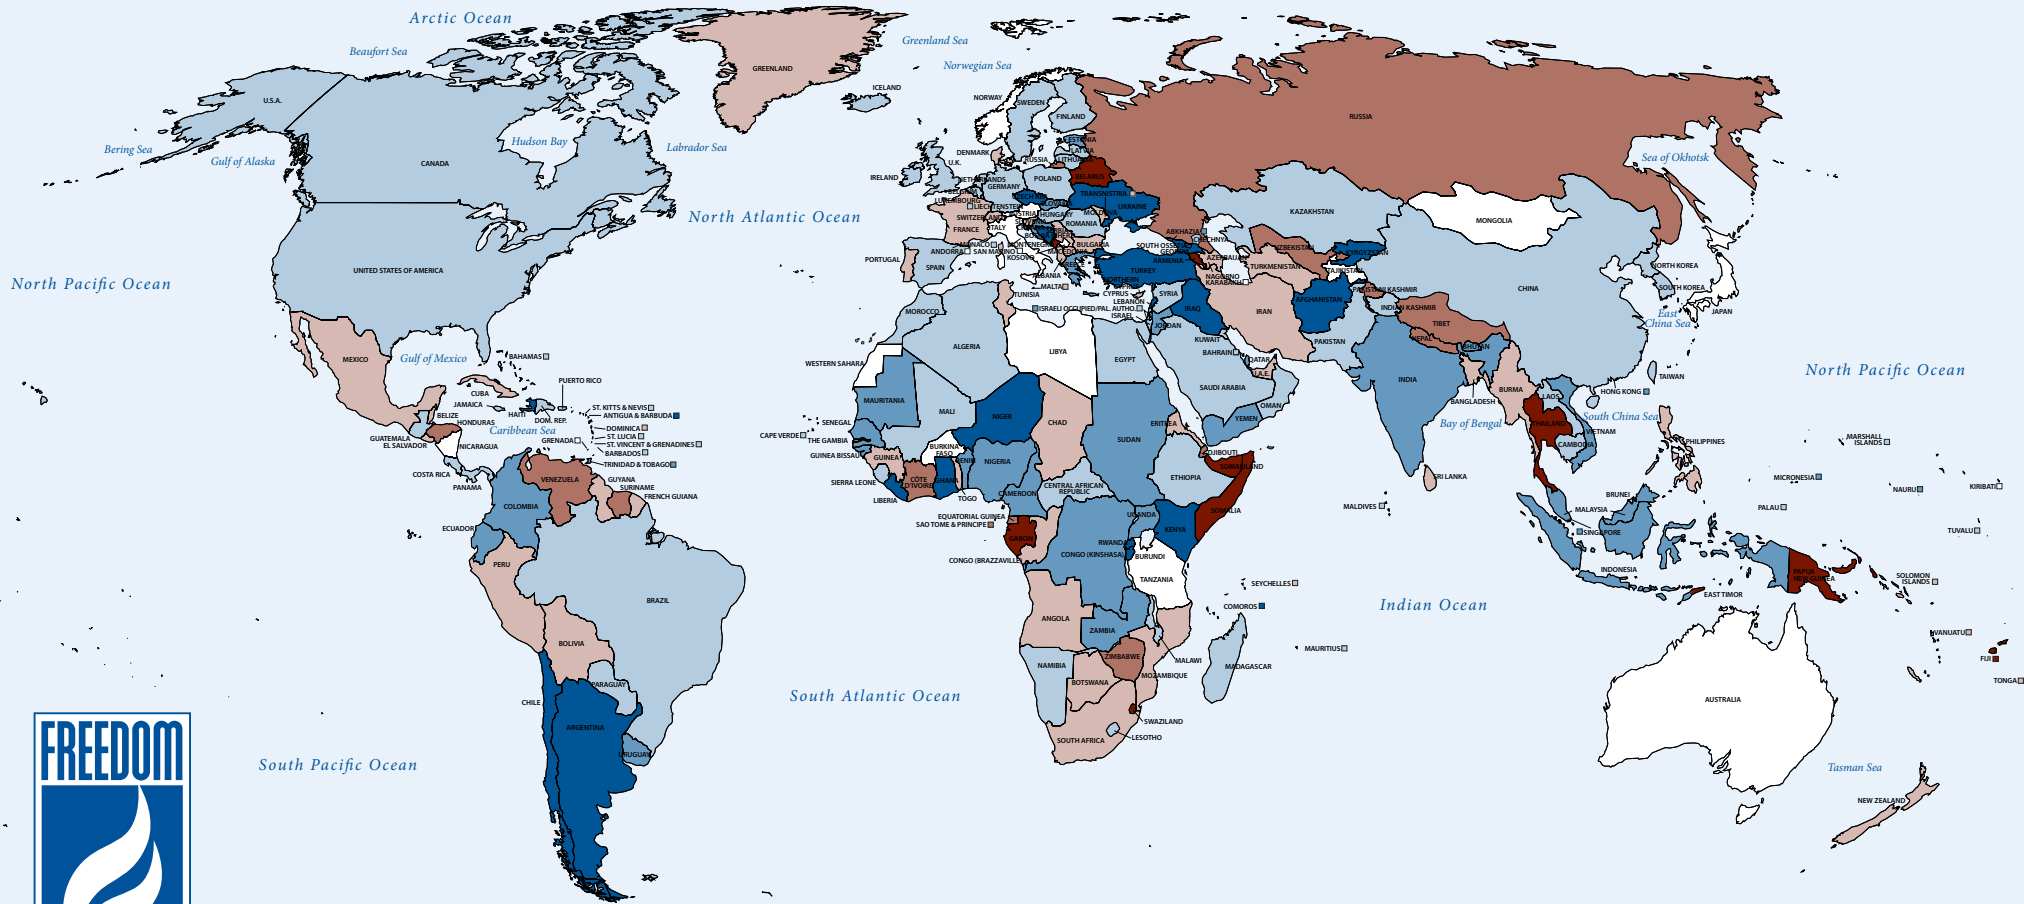 Arctic Ocean
Beaufort Sea
Greenland Sea
Norwegian Sea
GREENLAND
ICELAND
U.S.A.
Bering Sea
Gulf of Alaska
Hudson Bay
Labrador Sea
CANADA
NORWAY
SWEDEN
FINLAND
RUSSIA
ESTONIA
LATVIA
LITHUANIA
RUSSIA
DENMARK
U.K.
IRELAND
NETHERLANDS
BELGIUM
LUXEMBOURG
GERMANY
POLAND
BELARUS
LIECHTENSTEIN
SWITZERLAND
FRANCE
AUSTRIA
HUNGARY
SLOVAKIA
MOLDOVA
TRANSNISTRIA
UKRAINE
ROMANIA
ITALY
MONACO
ANDORRA
SAN MARINO
MONTENEGRO
KOSOVO
MACEDONIA
BULGARIA
ALBANIA
GREECE
PORTUGAL
SPAIN
MALTA
ABKHAZIA
CHECHNYA
SOUTH OSSETIA
GEORGIA
ARMENIA
AZERBAIJAN
NAGORNO
KARABAKH
TURKEY
NORTHERN
CYPRUS
CYPRUS
LEBANON
SYRIA
ISRAELI OCCUPIED/PAL. AUTHO.
ISRAEL
JORDAN
IRAQ
IRAN
KUWAIT
BAHRAIN
QATAR
U.A.E.
SAUDI ARABIA
OMAN
YEMEN
KAZAKHSTAN
UZBEKISTAN
TURKMENISTAN
KYRGYZSTAN
TAJIKISTAN
AFGHANISTAN
PAKISTANI KASHMIR
INDIAN KASHMIR
PAKISTAN
TIBET
NEPAL
BHUTAN
INDIA
BANGLADESH
BURMA
SRI LANKA
MALDIVES
MONGOLIA
CHINA
Sea of Okhotsk
NORTH KOREA
SOUTH KOREA
JAPAN
East
China Sea
TAIWAN
HONG KONG
South China Sea
LAOS
THAILAND
VIETNAM
CAMBODIA
PHILIPPINES
Bay of Bengal
BRUNEI
MALAYSIA
SINGAPORE
INDONESIA
EAST TIMOR
PAPUA
NEW GUINEA
MARSHALL
ISLANDS
MICRONESIA
NAURU
KIRIBATI
PALAU
TUVALU
SOLOMON
ISLANDS
VANUATU
FIJI
TONGA
AUSTRALIA
Tasman Sea
NEW ZEALAND
North Pacific Ocean
North Atlantic Ocean
North Pacific Ocean
UNITED STATES OF AMERICA
MEXICO
Gulf of Mexico
BAHAMAS
CUBA
JAMAICA
HAITI
DOM. REP.
PUERTO RICO
ST. KITTS & NEVIS
ANTIGUA & BARBUDA
DOMINICA
ST. LUCIA
ST. VINCENT & GRENADINES
BARBADOS
GRENADA
TRINIDAD & TOBAGO
Caribbean Sea
BELIZE
HONDURAS
GUATEMALA
EL SALVADOR
NICARAGUA
COSTA RICA
PANAMA
VENEZUELA
GUYANA
SURINAME
FRENCH GUIANA
COLOMBIA
ECUADOR
PERU
BRAZIL
BOLIVIA
PARAGUAY
CHILE
ARGENTINA
URUGUAY
MOROCCO
TUNISIA
ALGERIA
LIBYA
EGYPT
WESTERN SAHARA
MAURITANIA
MALI
NIGER
CHAD
SUDAN
ERITREA
DJIBOUTI
SOMALILAND
SOMALIA
ETHIOPIA
CAPE VERDE
SENEGAL
THE GAMBIA
GUINEA BISSAU
GUINEA
SIERRA LEONE
LIBERIA
CÔTE
D'IVOIRE
BURKINA
FASO
GHANA
TOGO
BENIN
NIGERIA
CAMEROON
CENTRAL AFRICAN
REPUBLIC
EQUATORIAL GUINEA
SAO TOME & PRINCIPE
GABON
CONGO (BRAZZAVILLE)
CONGO (KINSHASA)
UGANDA
KENYA
RWANDA
BURUNDI
TANZANIA
SEYCHELLES
COMOROS
ANGOLA
ZAMBIA
MALAWI
MOZAMBIQUE
ZIMBABWE
NAMIBIA
BOTSWANA
MADAGASCAR
MAURITIUS
SWAZILAND
LESOTHO
SOUTH AFRICA
Indian Ocean
South Atlantic Ocean
South Pacific Ocean
FREEDOM